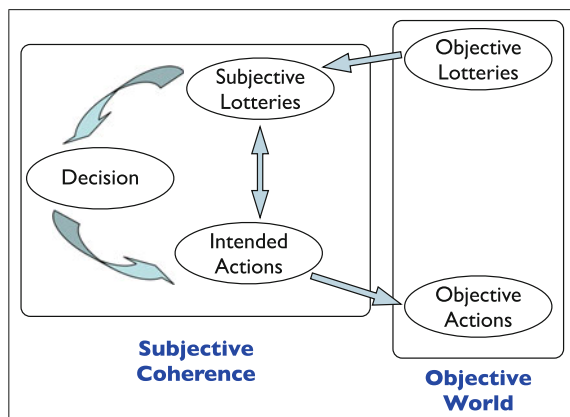 Objective
Lotteries
Subjective
Lotteries
Decision
Intended
Actions
Objective
Actions
Subjective
Coherence
Objective
World